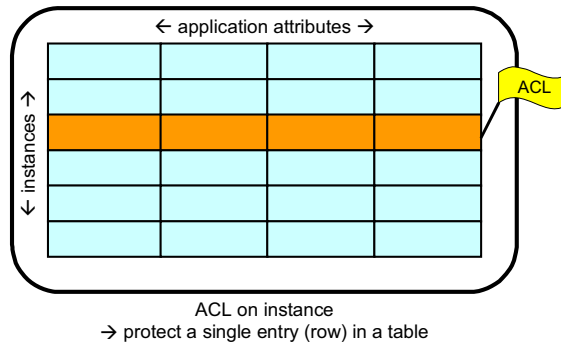 ← application attributes →
ACL
← instances →
ACL on instance
→ protect a single entry (row) in a table